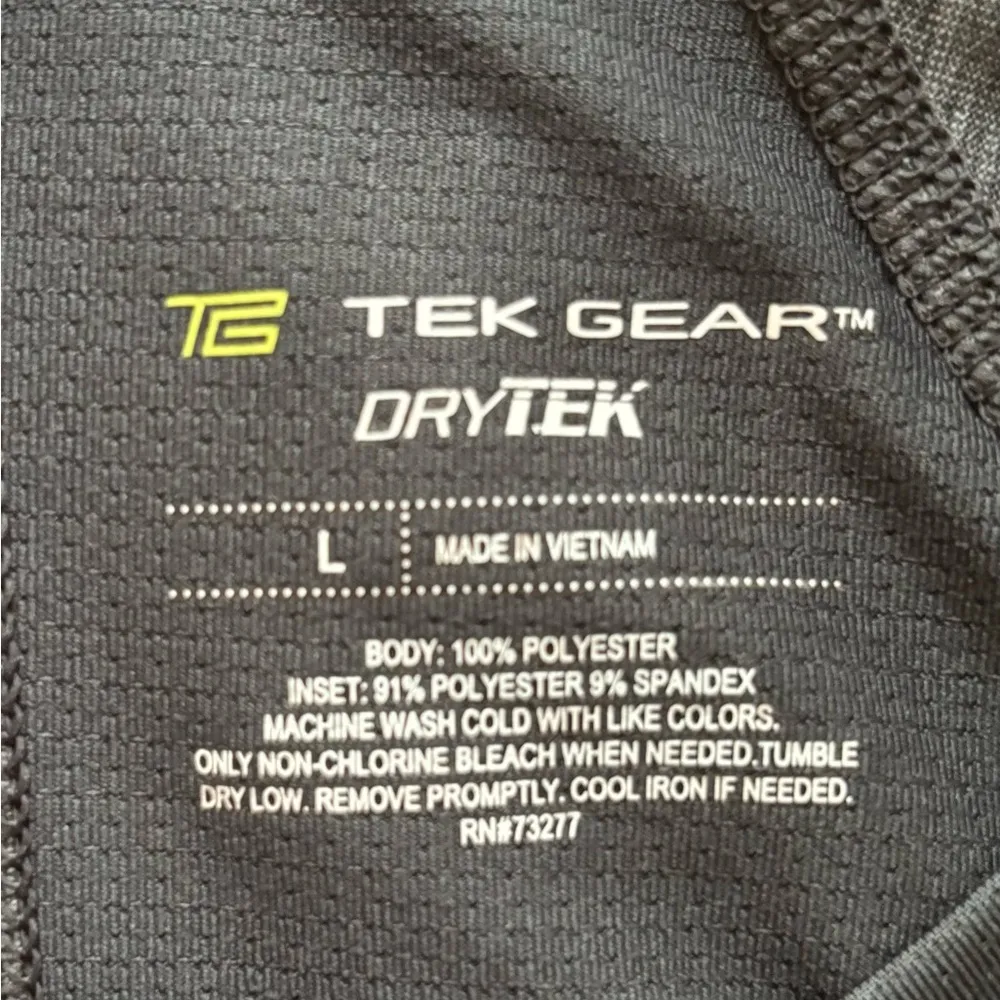 TG TEK GEAR™
DRYTEK
L MADE IN VIETNAM
BODY: 100% POLYESTER
INSET: 91% POLYESTER 9% SPANDEX
MACHINE WASH COLD WITH LIKE COLORS.
ONLY NON-CHLORINE BLEACH WHEN NEEDED.TUMBLE
DRY LOW. REMOVE PROMPTLY. COOL IRON IF NEEDED.
RN#73277